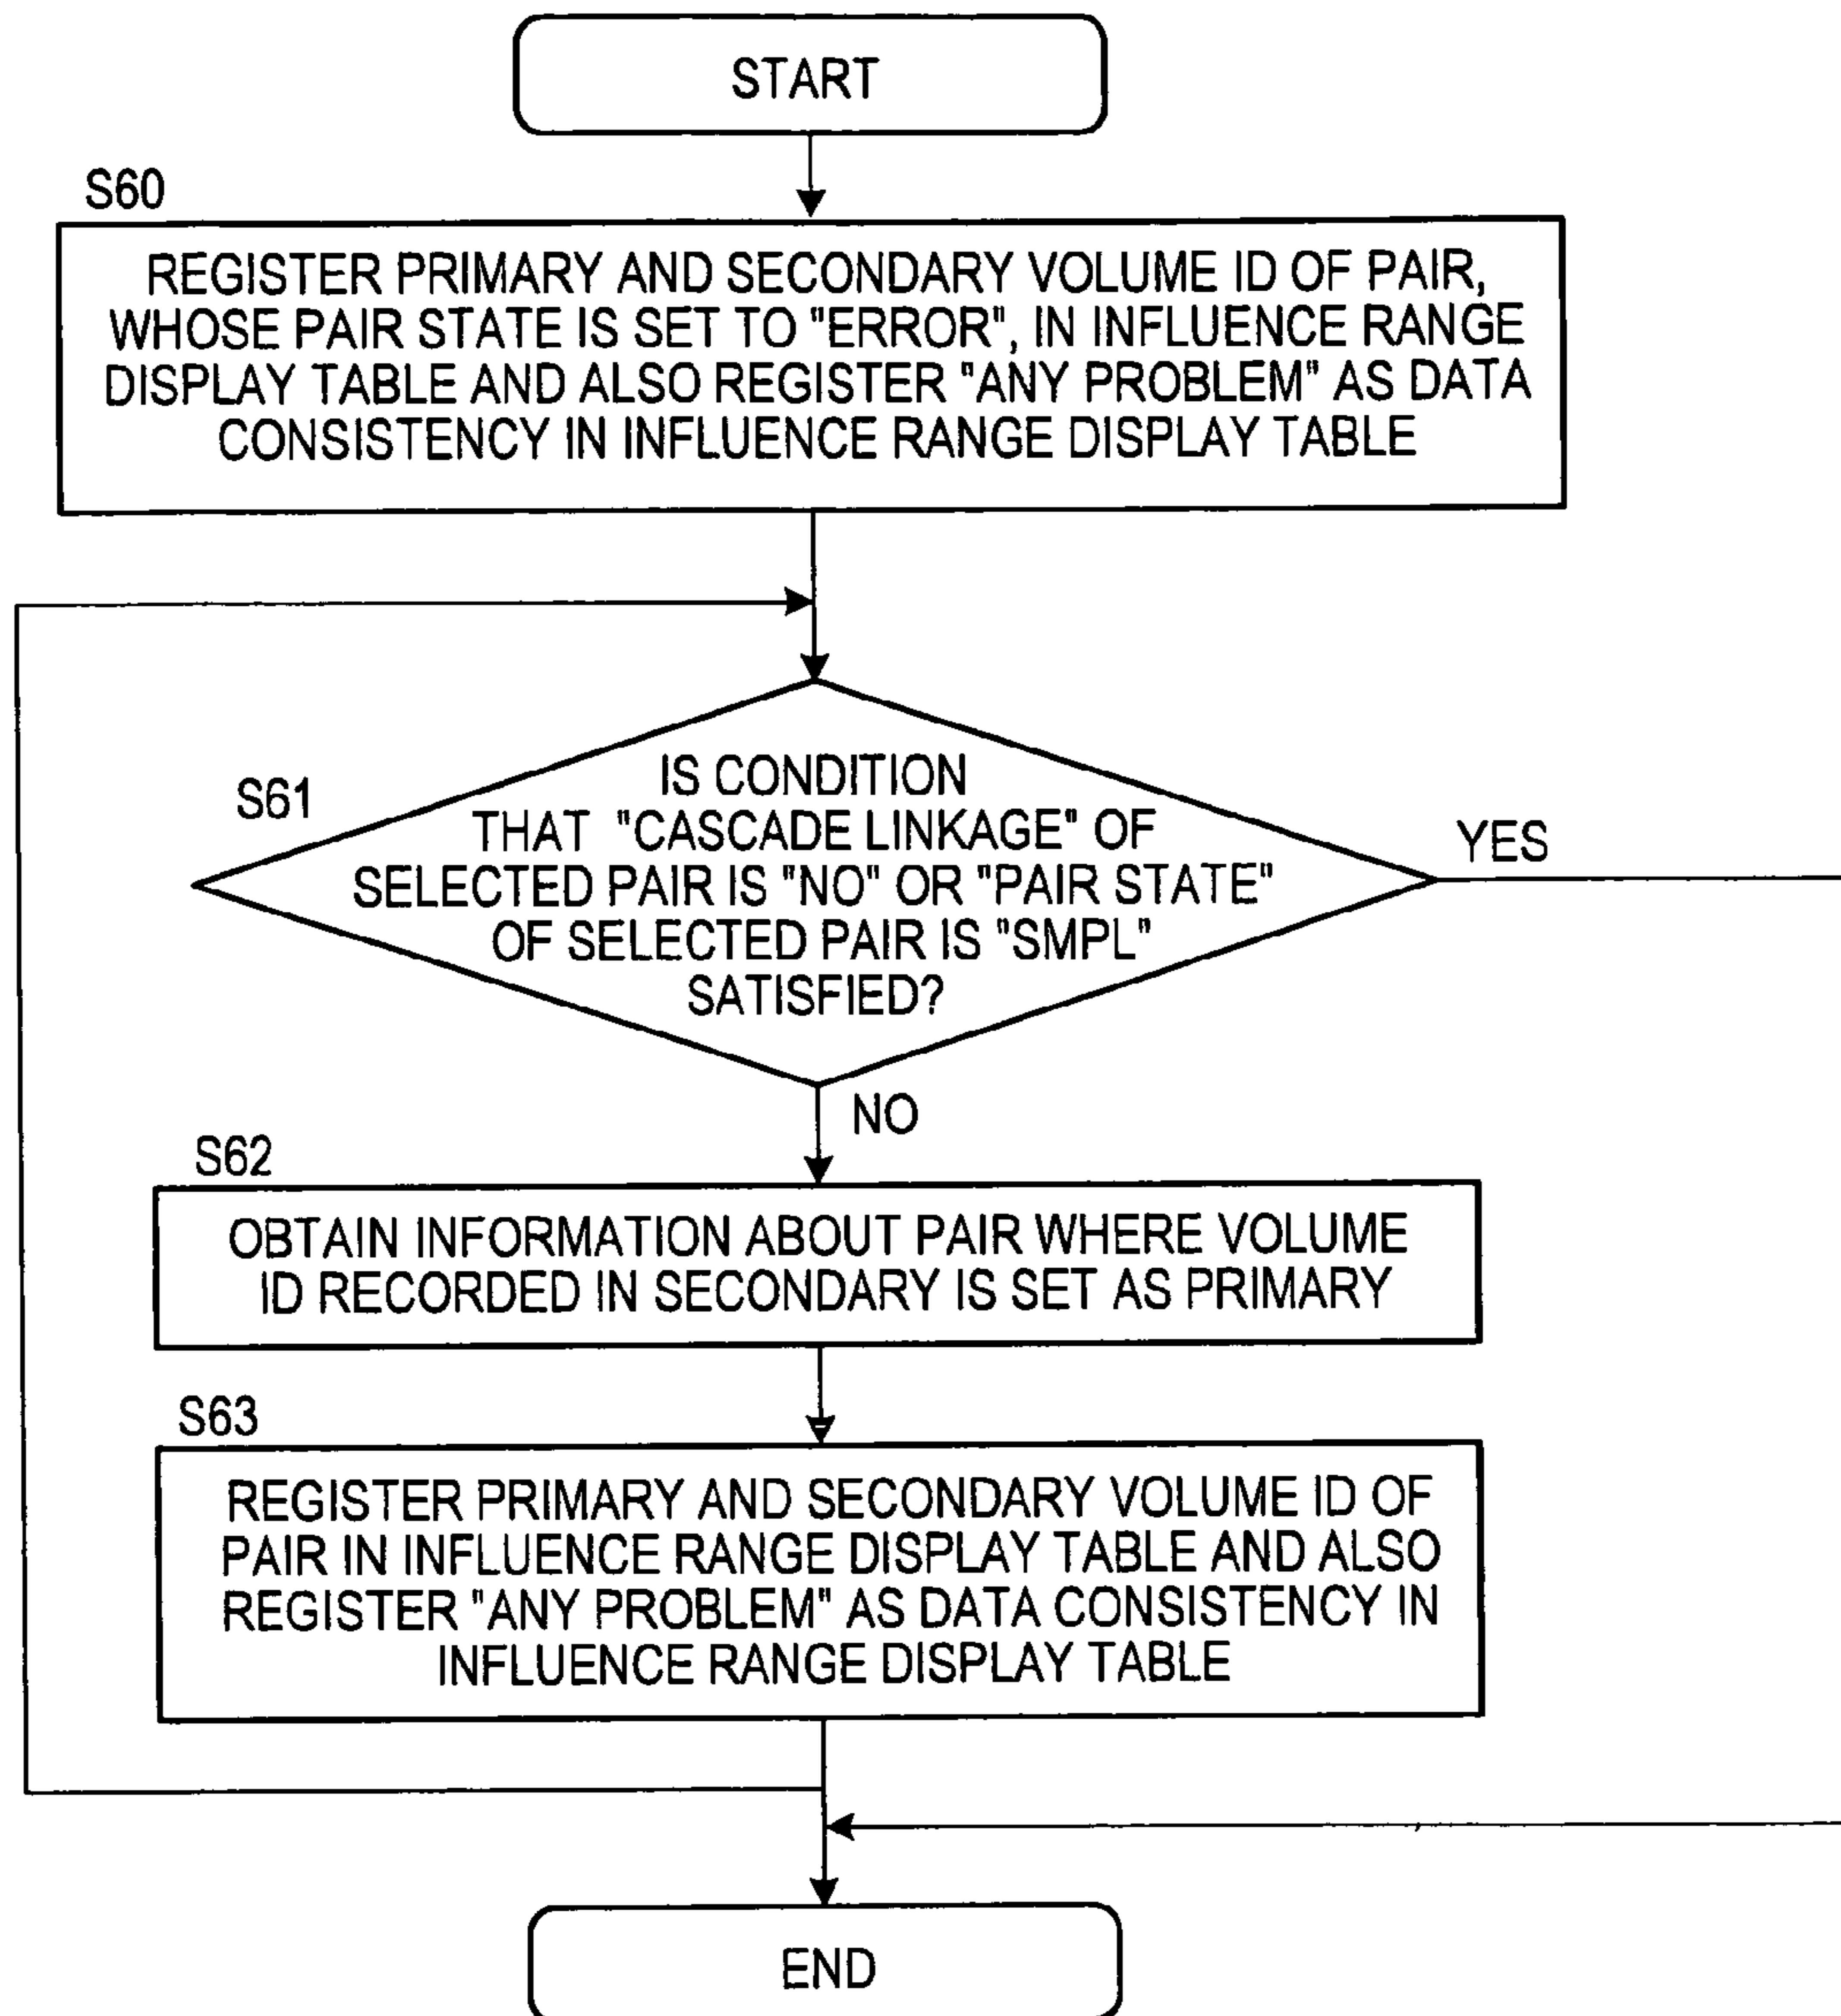 START
S60
REGISTER PRIMARY AND SECONDARY VOLUME ID OF PAIR,
WHOSE PAIR STATE IS SET TO "ERROR", IN INFLUENCE RANGE
DISPLAY TABLE AND ALSO REGISTER "ANY PROBLEM" AS DATA
CONSISTENCY IN INFLUENCE RANGE DISPLAY TABLE
S61
IS CONDITION
THAT "CASCADE LINKAGE" OF
SELECTED PAIR IS "NO" OR "PAIR STATE"
OF SELECTED PAIR IS "SMPL"
SATISFIED?
YES
NO
S62
OBTAIN INFORMATION ABOUT PAIR WHERE VOLUME
ID RECORDED IN SECONDARY IS SET AS PRIMARY
S63
REGISTER PRIMARY AND SECONDARY VOLUME ID OF
PAIR IN INFLUENCE RANGE DISPLAY TABLE AND ALSO
REGISTER "ANY PROBLEM" AS DATA CONSISTENCY IN
INFLUENCE RANGE DISPLAY TABLE
END